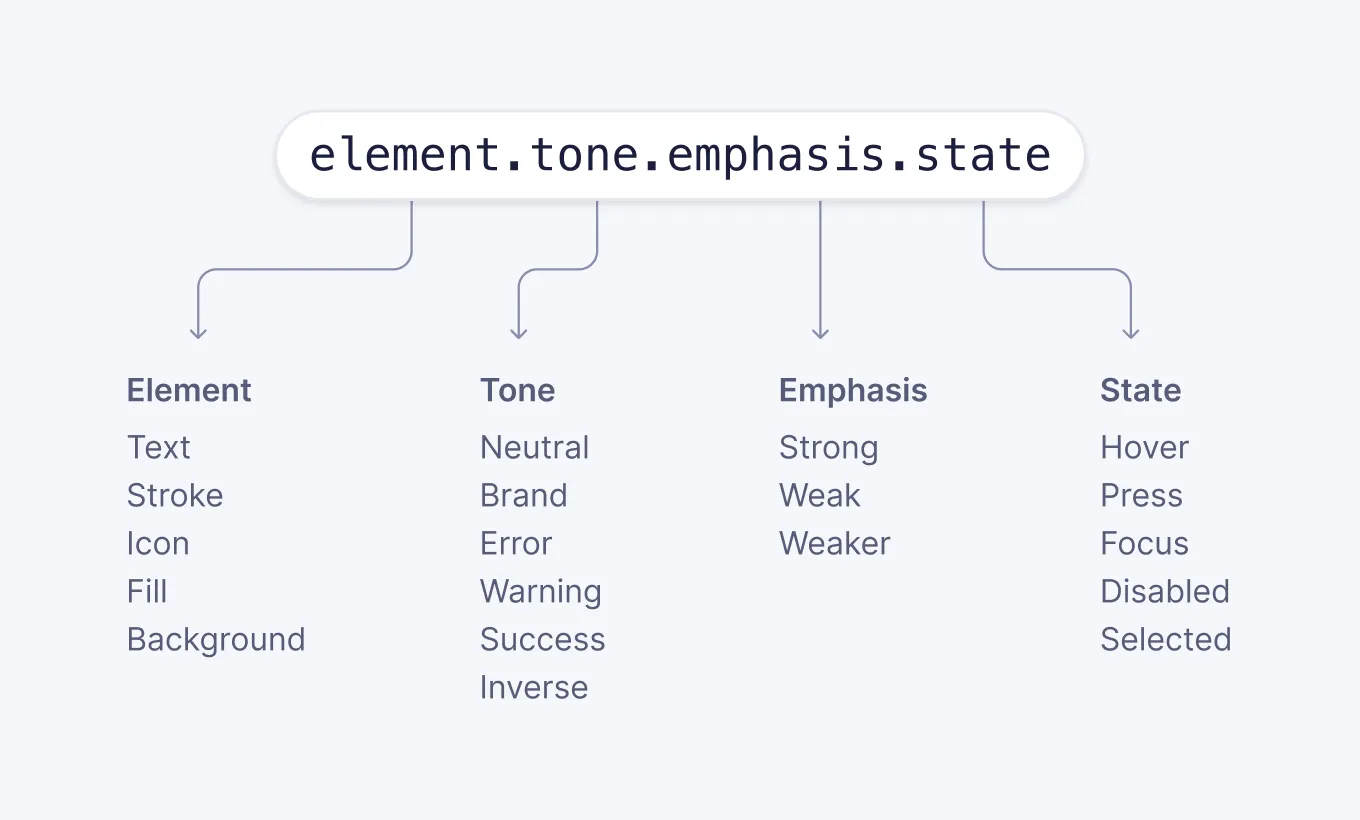 element.tone.emphasis.state
Element
Text
Stroke
Icon
Fill
Background
Tone
Neutral
Brand
Error
Warning
Success
Inverse
Emphasis
Strong
Weak
Weaker
State
Hover
Press
Focus
Disabled
Selected